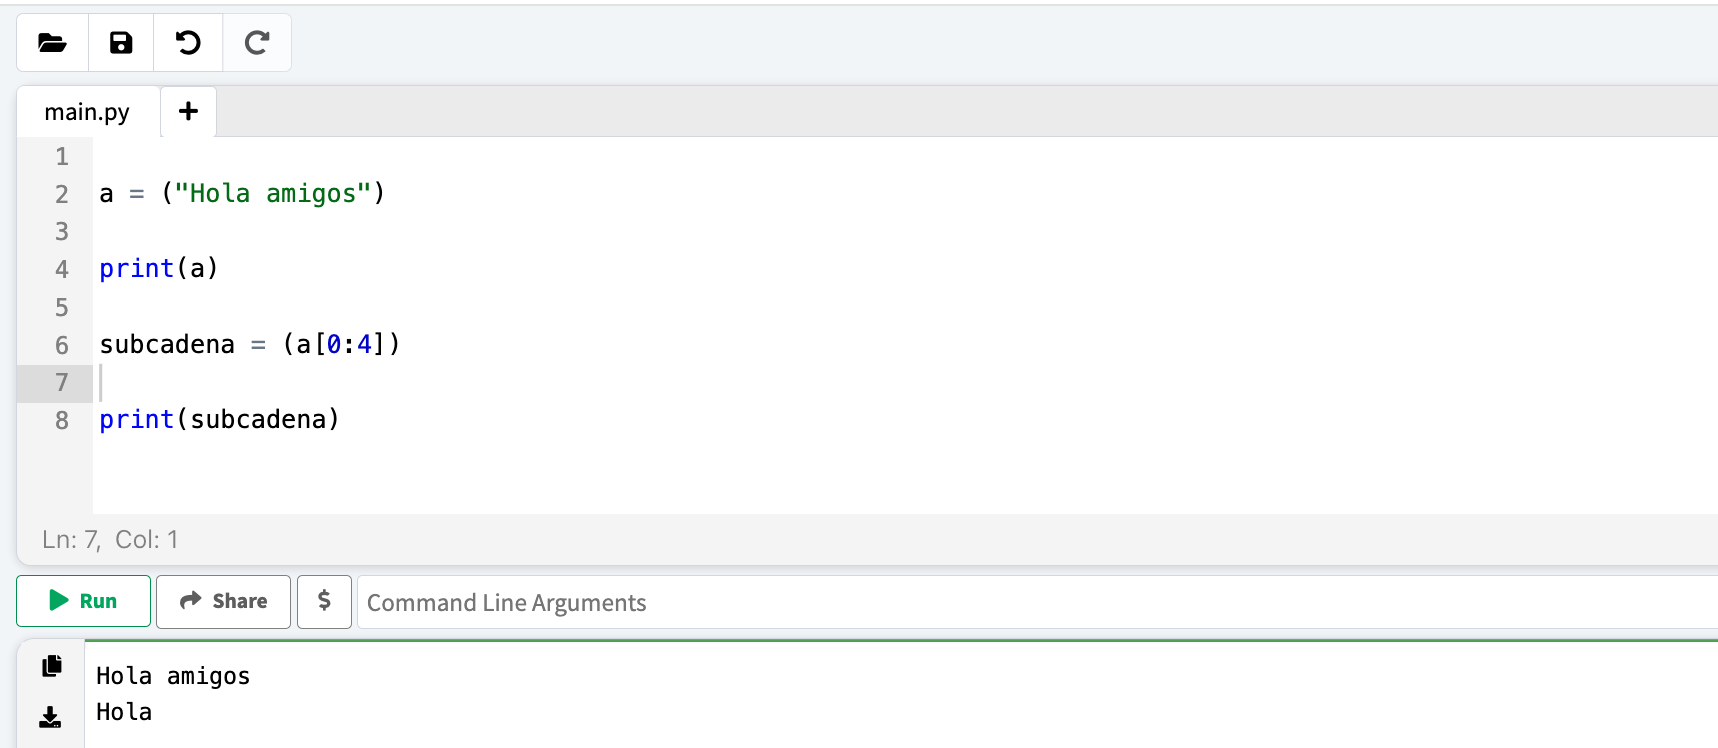 main.py +
1
2 a = ("Hola amigos")
3
4 print(a)
5
6 subcadena = (a[0:4])
7
8 print(subcadena)
Ln: 7, Col: 1
Run Share $ Command Line Arguments
Hola amigos
Hola